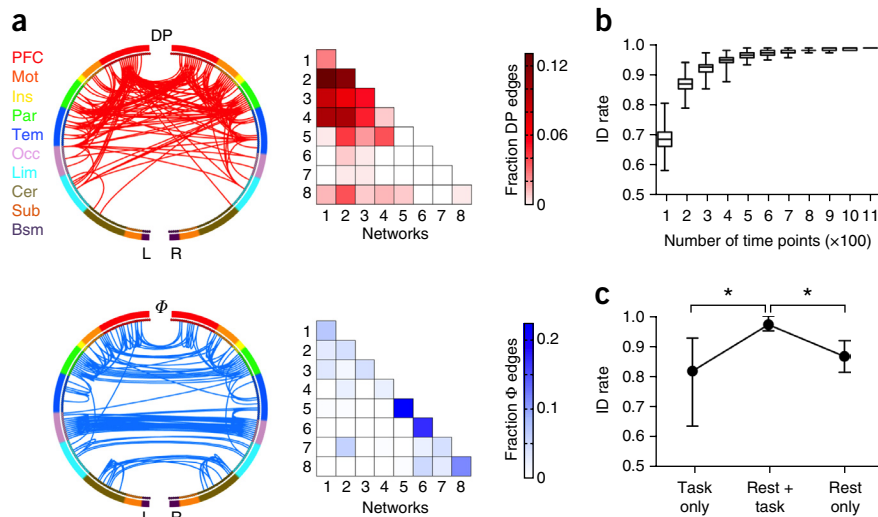 a
DP
PFC
Mot
Ins
Par
Tem
Occ
Lim
Cer
Sub
Bsm
L R
1
2
3
4
5
6
7
8
1 2 3 4 5 6 7 8
Networks
Fraction DP edges
0.12
0.06
0
Φ
L R
1
2
3
4
5
6
7
8
1 2 3 4 5 6 7 8
Networks
Fraction Φ edges
0.2
0.1
0
b
ID rate
1.0
0.9
0.8
0.7
0.6
0.5
1 2 3 4 5 6 7 8 9 10 11
Number of time points (×100)
c
* *
ID rate
1.0
0.9
0.8
0.7
0.6
0.5
Task only
Rest + task
Rest only